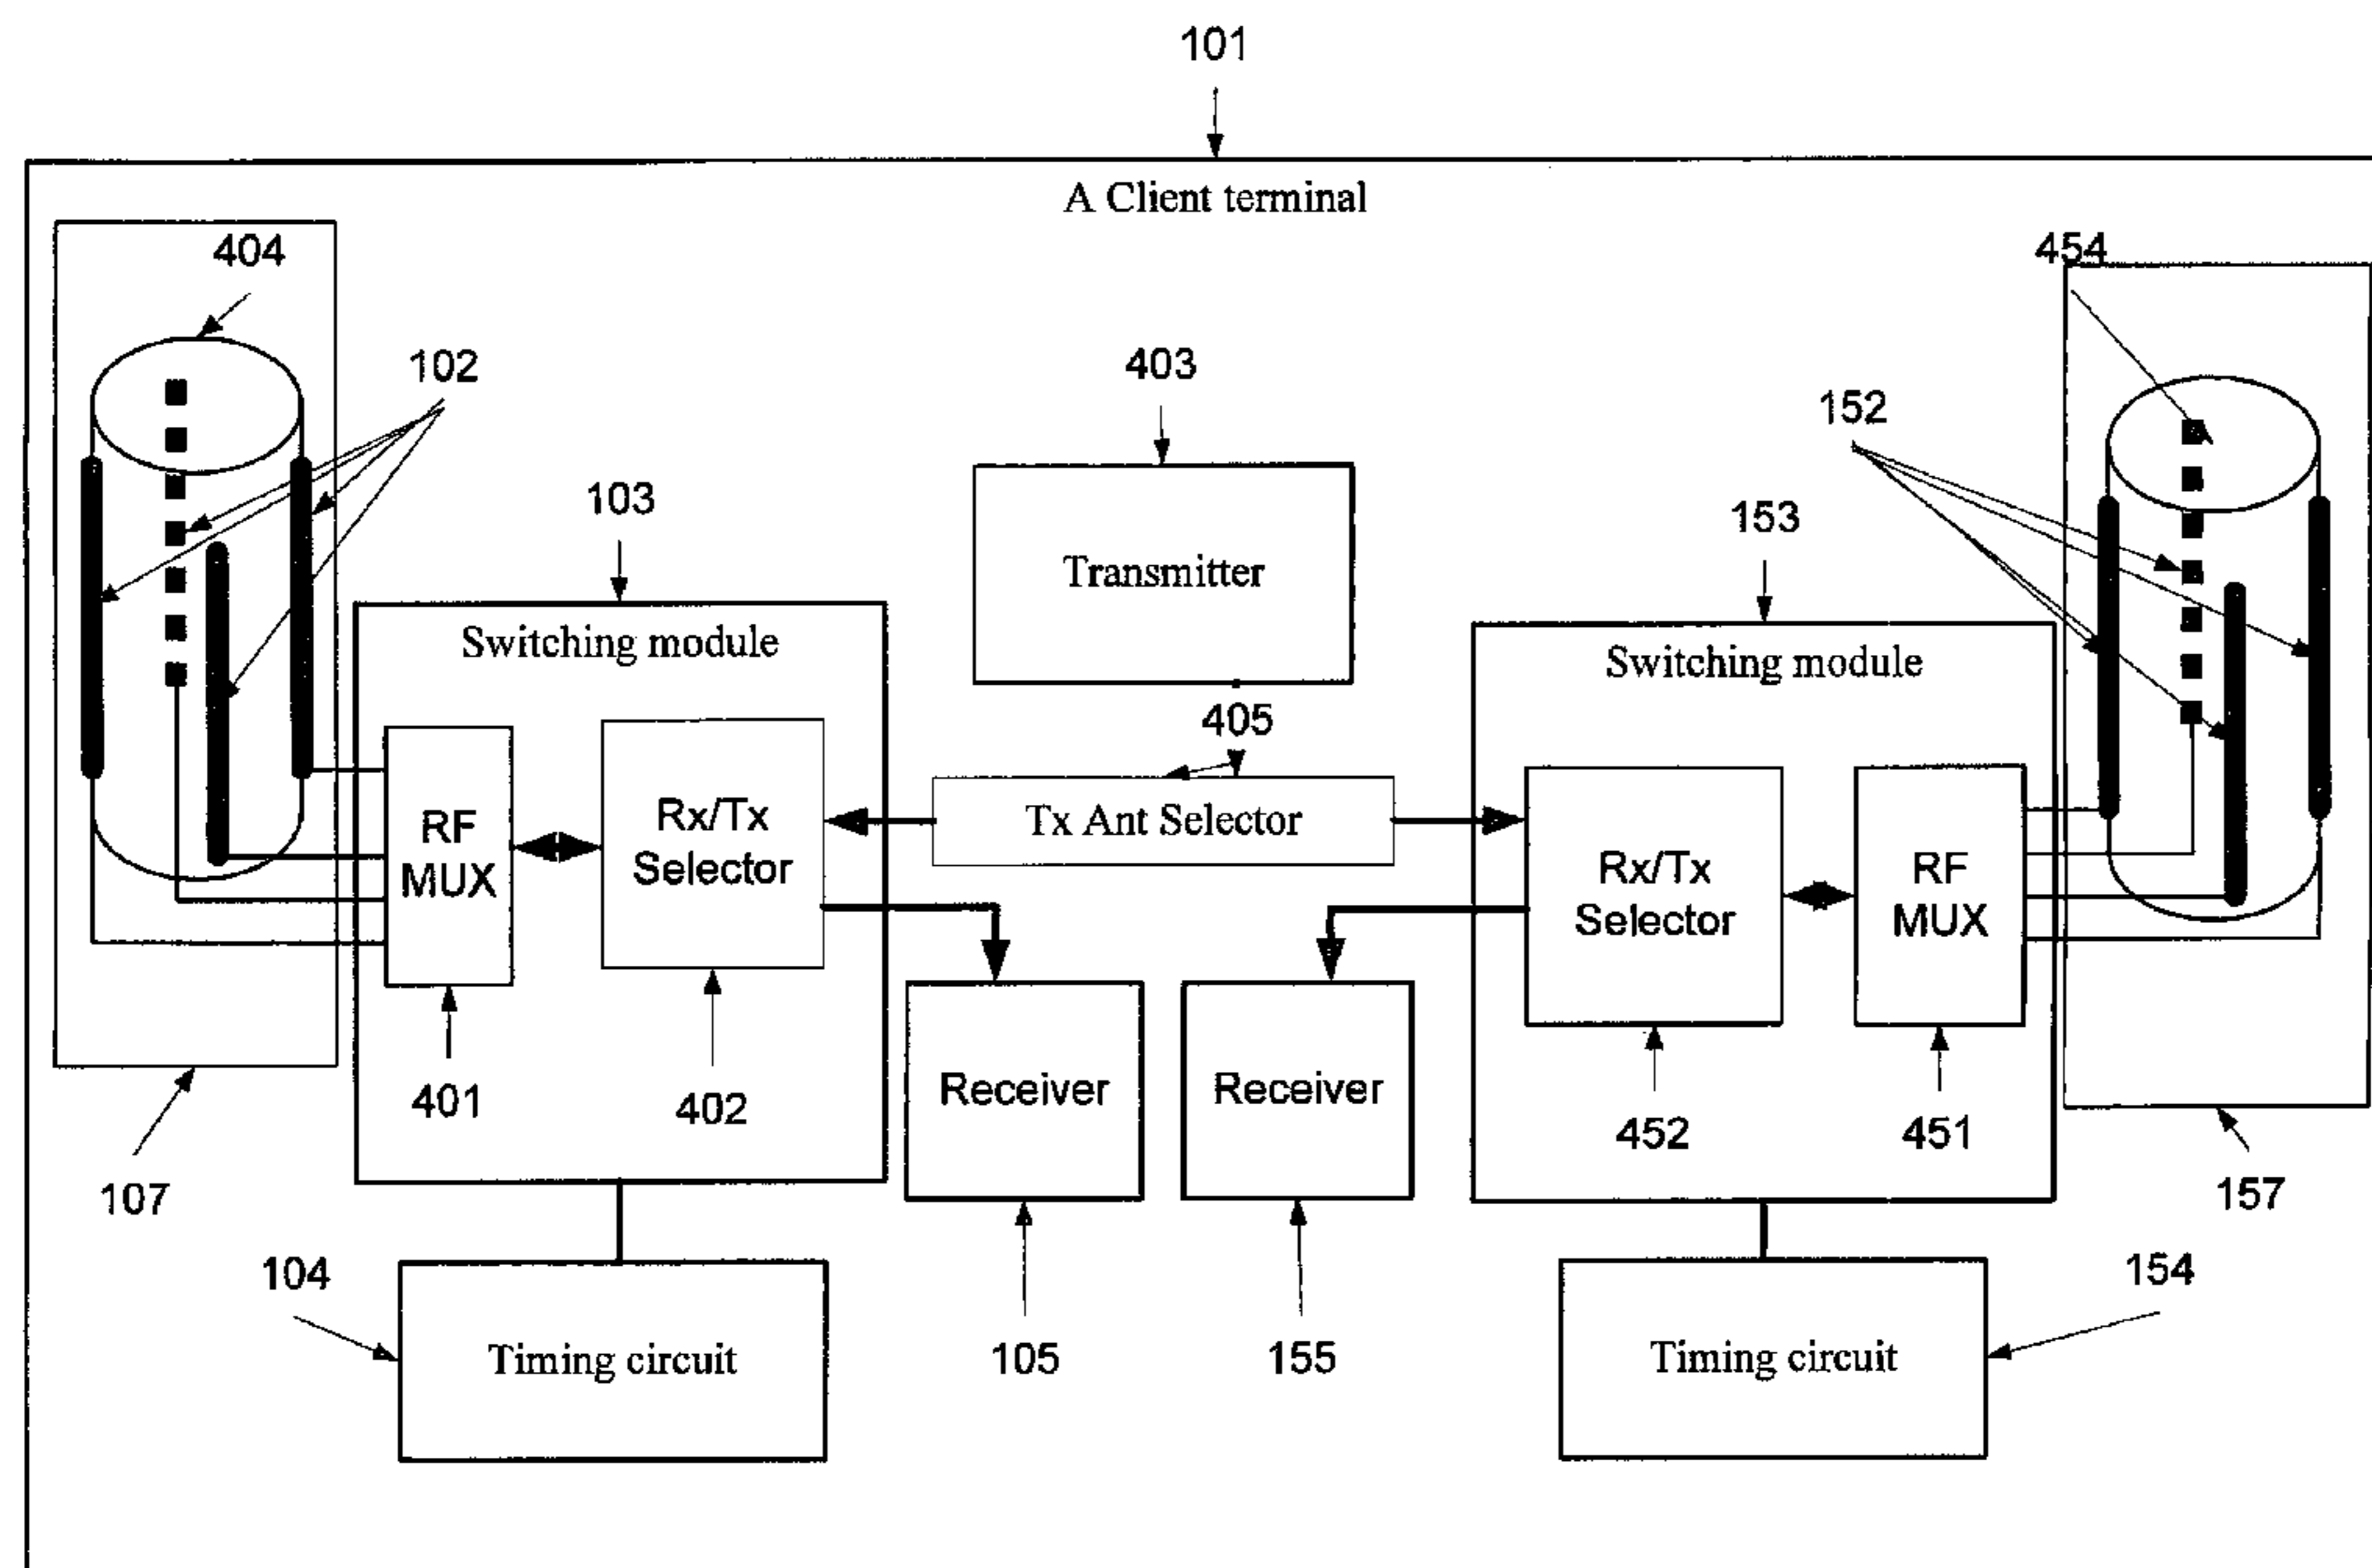 101
A Client terminal
404
454
102
403
152
103
153
Transmitter
Switching module
Switching module
405
RF
MUX
Rx/Tx
Selector
Tx Ant Selector
Rx/Tx
Selector
RF
MUX
401
402
Receiver
Receiver
452
451
107
157
104
154
Timing circuit
105
155
Timing circuit